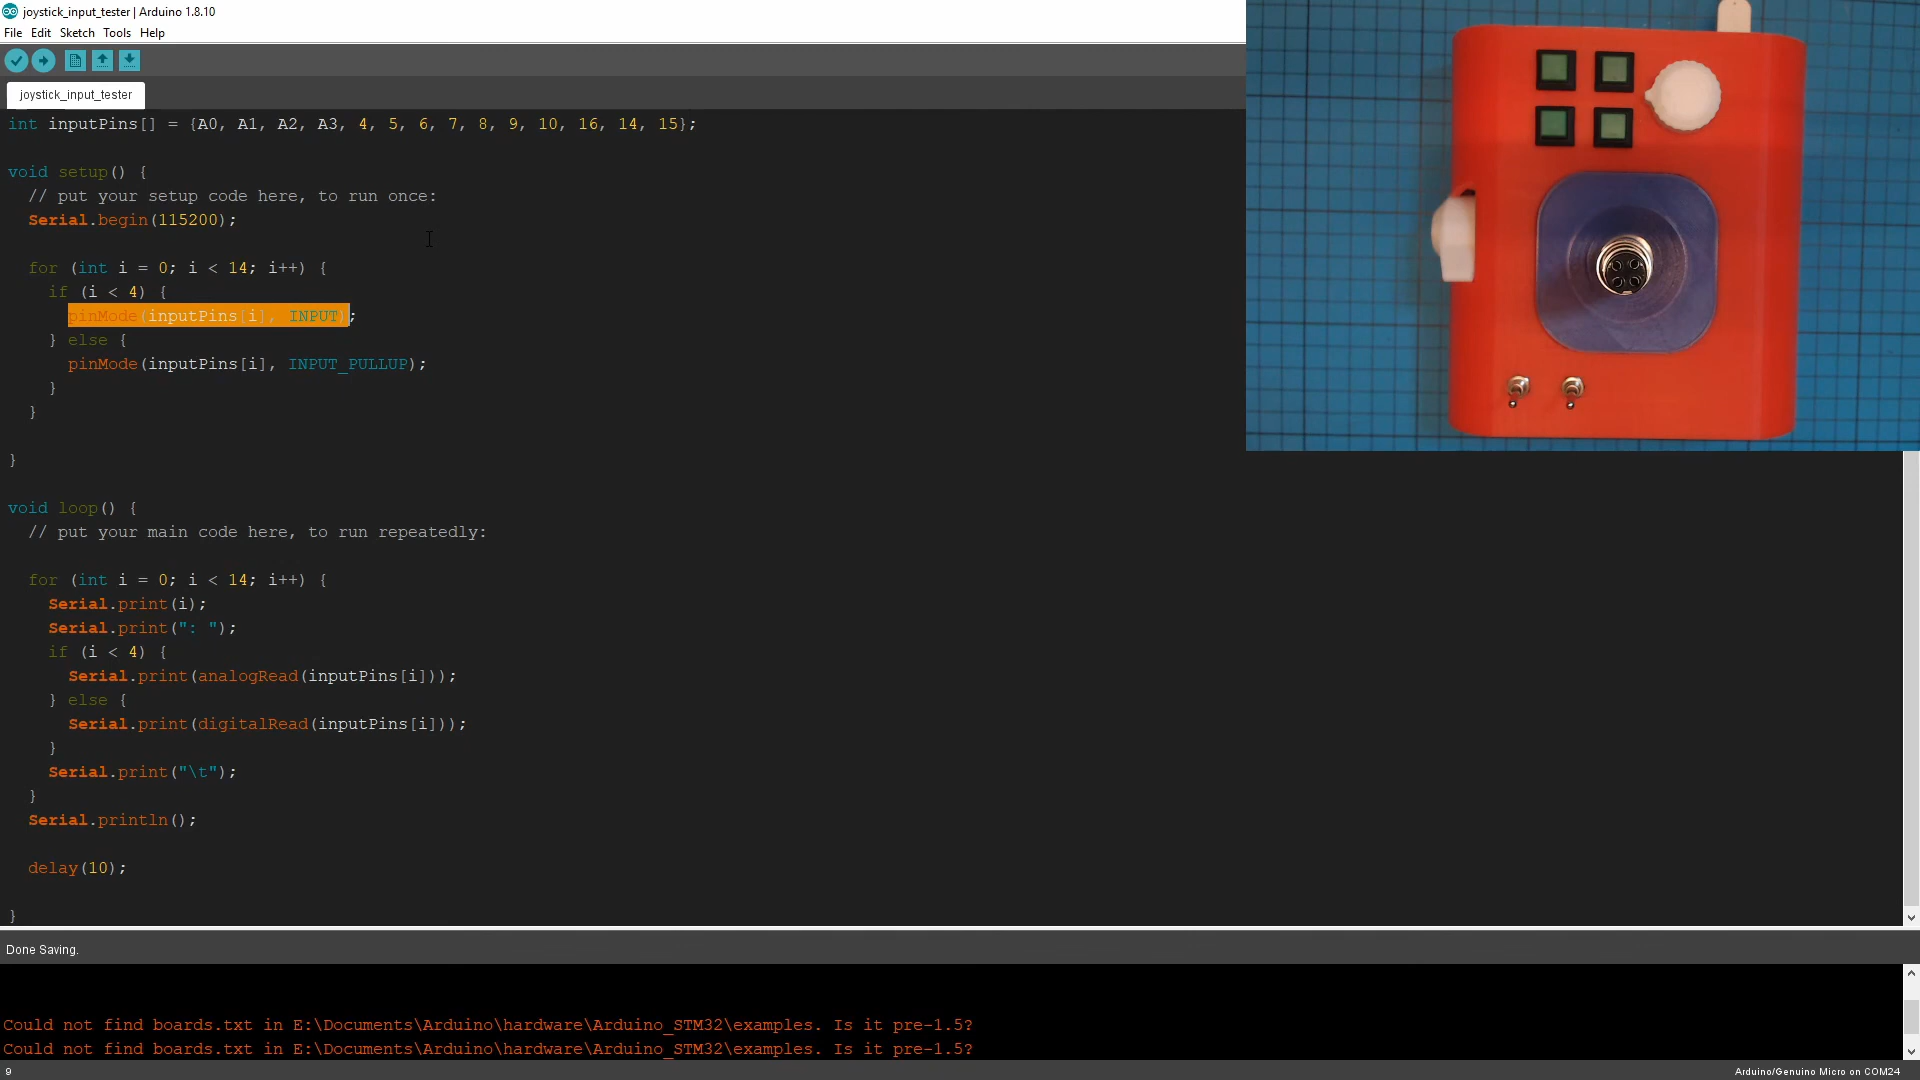 joystick_input_tester | Arduino 1.8.10
File Edit Sketch Tools Help
joystick_input_tester
int inputPins[] = {A0, A1, A2, A3, 4, 5, 6, 7, 8, 9, 10, 16, 14, 15};
void setup() {
// put your setup code here, to run once:
Serial.begin(115200);
for (int i = 0; i < 14; i++) {
if (i < 4) {
pinMode(inputPins[i], INPUT);
} else {
pinMode(inputPins[i], INPUT_PULLUP);
}
}
}
void loop() {
// put your main code here, to run repeatedly:
for (int i = 0; i < 14; i++) {
Serial.print(i);
Serial.print(": ");
if (i < 4) {
Serial.print(analogRead(inputPins[i]));
} else {
Serial.print(digitalRead(inputPins[i]));
}
Serial.print("\t");
}
Serial.println();
delay(10);
}
Done Saving.
Could not find boards.txt in E:\Documents\Arduino\hardware\Arduino_STM32\examples. Is it pre-1.5?
Could not find boards.txt in E:\Documents\Arduino\hardware\Arduino_STM32\examples. Is it pre-1.5?
9
Arduino/Genuino Micro on COM24